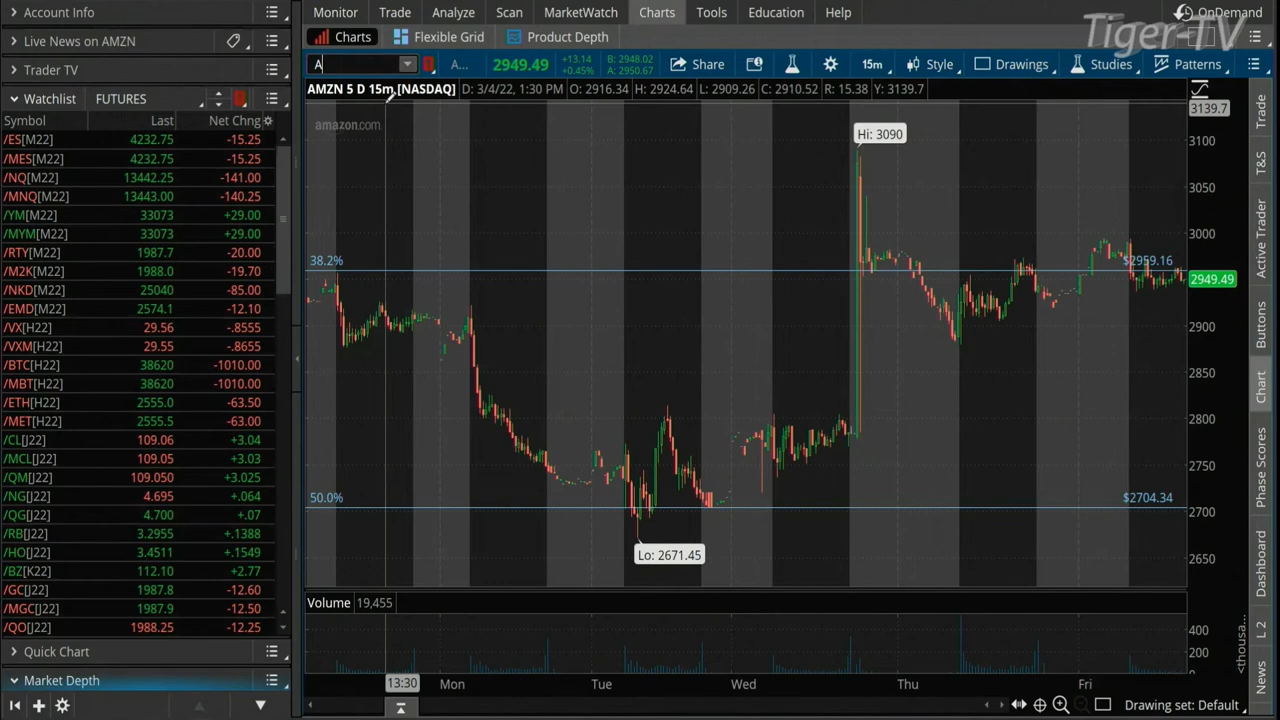 Account Info
Live News on AMZN
Trader TV
Watchlist FUTURES
Symbol Last Net Chng
/ES[M22] 4232.75 -15.25
/MES[M22] 4232.75 -15.25
/NQ[M22] 13442.25 -141.00
/MNQ[M22] 13443.00 -140.25
/YM[M22] 33073 +29.00
/MYM[M22] 33073 +29.00
/RTY[M22] 1987.7 -20.00
/M2K[M22] 1988.0 -19.70
/NKD[M22] 25040 -85.00
/EMD[M22] 2574.1 -12.10
/VX[H22] 29.56 -.8555
/VXM[H22] 29.55 -.8655
/BTC[H22] 38620 -1010.00
/MBT[H22] 38620 -1010.00
/ETH[H22] 2555.0 -63.50
/MET[H22] 2555.5 -63.00
/CL[J22] 109.06 +3.04
/MCL[J22] 109.05 +3.03
/QM[J22] 109.050 +3.025
/NG[J22] 4.695 +.064
/QG[J22] 4.700 +.07
/RB[J22] 3.2955 +.1388
/HO[J22] 3.4511 +.1549
/BZ[K22] 112.10 +2.77
/GC[J22] 1987.8 -12.60
/MGC[J22] 1987.9 -12.50
/QO[J22] 1988.25 -12.25
Quick Chart
Market Depth
Monitor Trade Analyze Scan MarketWatch Charts Tools Education Help OnDemand
Tiger-TV
Charts Flexible Grid Product Depth
A A... 2949.49 +13.14 +0.45% B: 2948.02 A: 2950.67 Share 15m Style Drawings Studies Patterns
AMZN 5 D 15m [NASDAQ] D: 3/4/22, 1:30 PM O: 2916.34 H: 2924.64 L: 2909.26 C: 2910.52 R: 15.38 Y: 3139.7
amazon.com
3139.7
Hi: 3090
3100
3050
3000
38.2% $2959.16
2949.49
2900
2850
2800
2750
50.0% $2704.34
2700
Lo: 2671.45
2650
Volume 19,455
400
200
<thousa...
13:30 Mon Tue Wed Thu Fri
Drawing set: Default
Trade
T&S
Active Trader
Buttons
Chart
Phase Scores
Dashboard
L 2
News